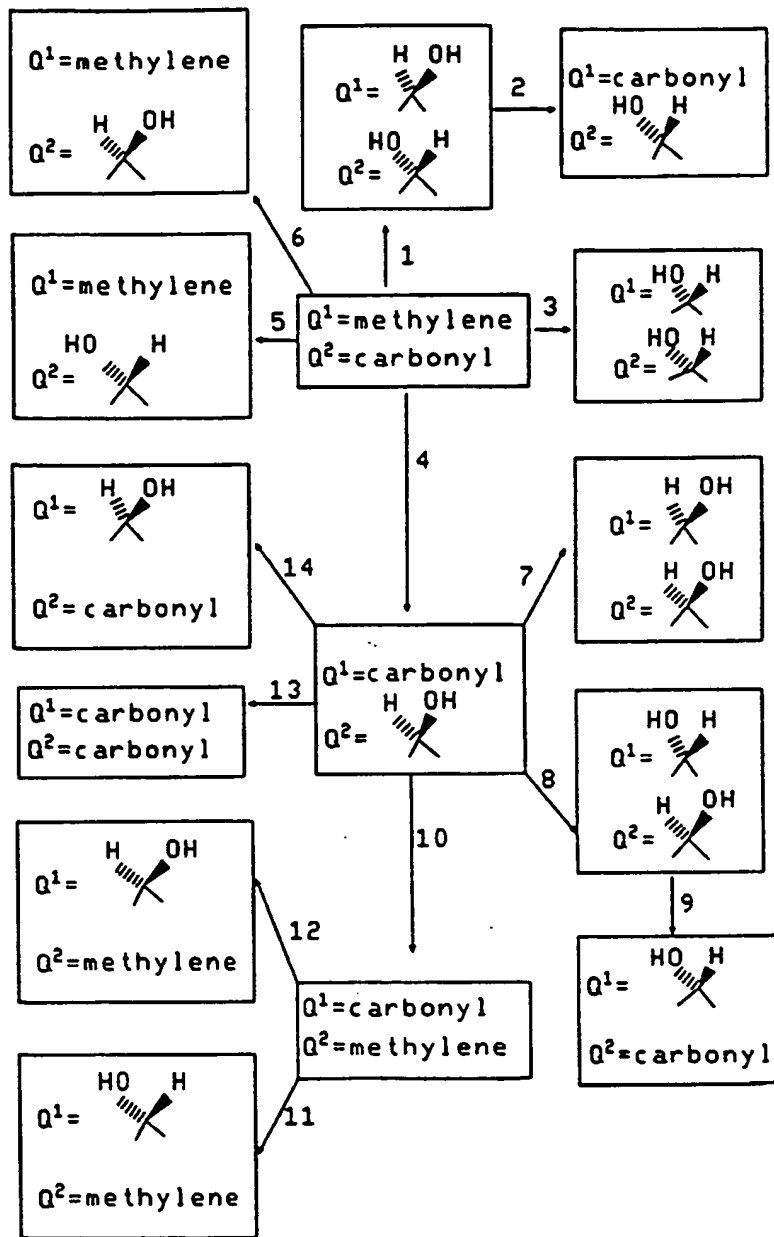 Q¹=methylene
H OH
Q²=
H OH
Q¹=
HO H
Q²=
2
Q¹=carbonyl
HO H
Q²=
6
1
Q¹=methylene
HO H
Q²=
5
Q¹=methylene
Q²=carbonyl
3
HO H
Q¹=
HO H
Q²=
4
H OH
Q¹=
Q²=carbonyl
14
7
H OH
Q¹=
H OH
Q²=
Q¹=carbonyl
H OH
Q²=
13
Q¹=carbonyl
Q²=carbonyl
8
HO H
Q¹=
H OH
Q²=
10
9
H OH
Q¹=
Q²=methylene
12
Q¹=carbonyl
Q²=methylene
HO H
Q¹=
Q²=carbonyl
11
HO H
Q¹=
Q²=methylene